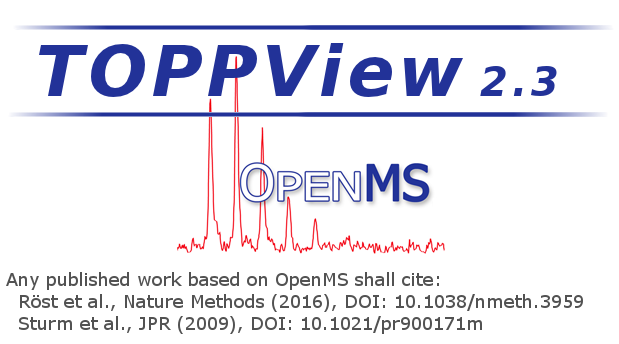 TOPPView 2.3
OPENMS
Any published work based on OpenMS shall cite:
Röst et al., Nature Methods (2016), DOI: 10.1038/nmeth.3959
Sturm et al., JPR (2009), DOI: 10.1021/pr900171m